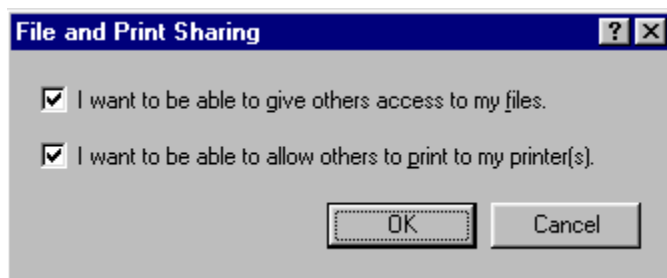 File and Print Sharing
I want to be able to give others access to my files.
I want to be able to allow others to print to my printer(s).
OK Cancel